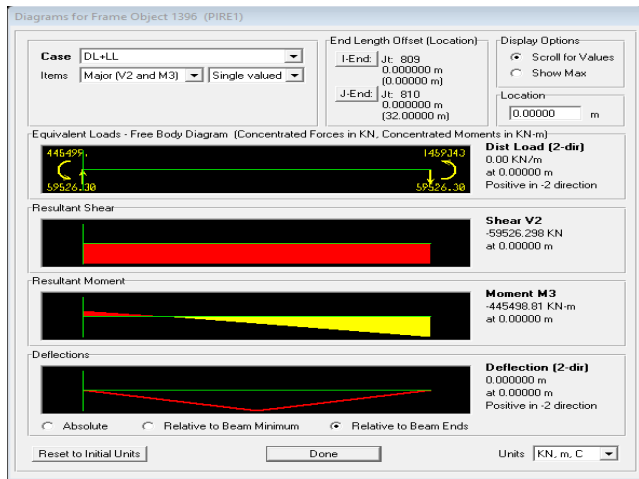 Diagrams for Frame Object 1396 (PIRE1)
Case DL+LL
Items Major (V2 and M3) Single valued
End Length Offset (Location)
I-End: Jt: 809
0.000000 m
(0.00000 m)
J-End: Jt: 810
0.000000 m
(32.00000 m)
Display Options
Scroll for Values
Show Max
Location
0.00000 m
Equivalent Loads - Free Body Diagram (Concentrated Forces in KN, Concentrated Moments in KN-m)
445499. 1459343
59526.30 59526.30
Dist Load (2-dir)
0.00 KN/m
at 0.00000 m
Positive in -2 direction
Resultant Shear
Shear V2
-59526.298 KN
at 0.00000 m
Resultant Moment
Moment M3
-445498.81 KN-m
at 0.00000 m
Deflections
Deflection (2-dir)
0.000000 m
at 0.00000 m
Positive in -2 direction
Absolute Relative to Beam Minimum Relative to Beam Ends
Reset to Initial Units Done Units KN, m, C